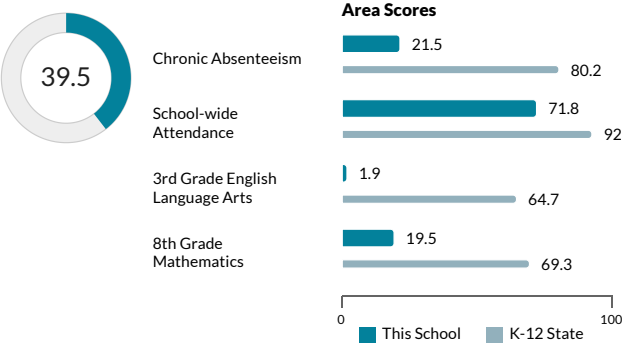 Area Scores
39.5
Chronic Absenteeism
21.5
80.2
School-wide
Attendance
71.8
92
3rd Grade English
Language Arts
1.9
64.7
8th Grade
Mathematics
19.5
69.3
0
100
This School
K-12 State